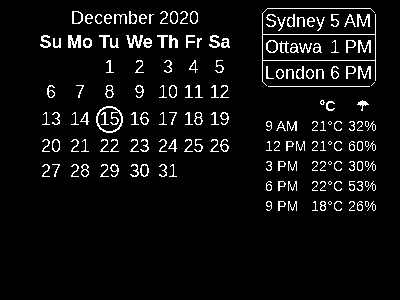 December 2020
Su Mo Tu We Th Fr Sa
1 2 3 4 5
6 7 8 9 10 11 12
13 14 15 16 17 18 19
20 21 22 23 24 25 26
27 28 29 30 31
Sydney 5 AM
Ottawa 1 PM
London 6 PM
°C ☂
9 AM 21°C 32%
12 PM 21°C 60%
3 PM 22°C 30%
6 PM 22°C 53%
9 PM 18°C 26%